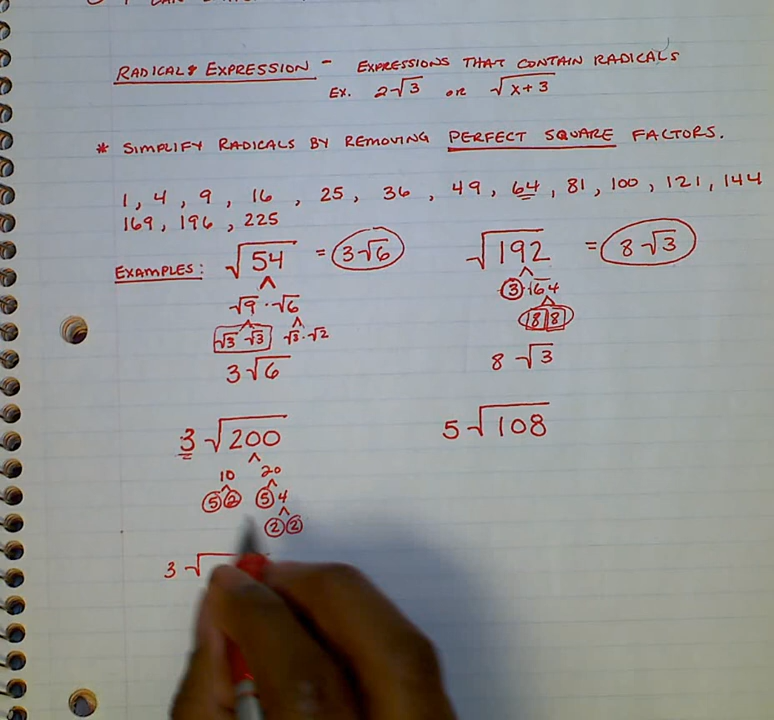 I CAN
RADICAL EXPRESSION - EXPRESSIONS THAT CONTAIN RADICALS
EX. 2√3 OR √x+3
* SIMPLIFY RADICALS BY REMOVING PERFECT SQUARE FACTORS.
1, 4, 9, 16, 25, 36, 49, 64, 81, 100, 121, 144
169, 196, 225
EXAMPLES: √54 = 3√6 √192 = 8√3
√9 · √6 3 · 64
√3 √3 √3 · √2 8 8
3√6 8√3
3√200 5√108
10 20
5 2 5 4
2 2
3√